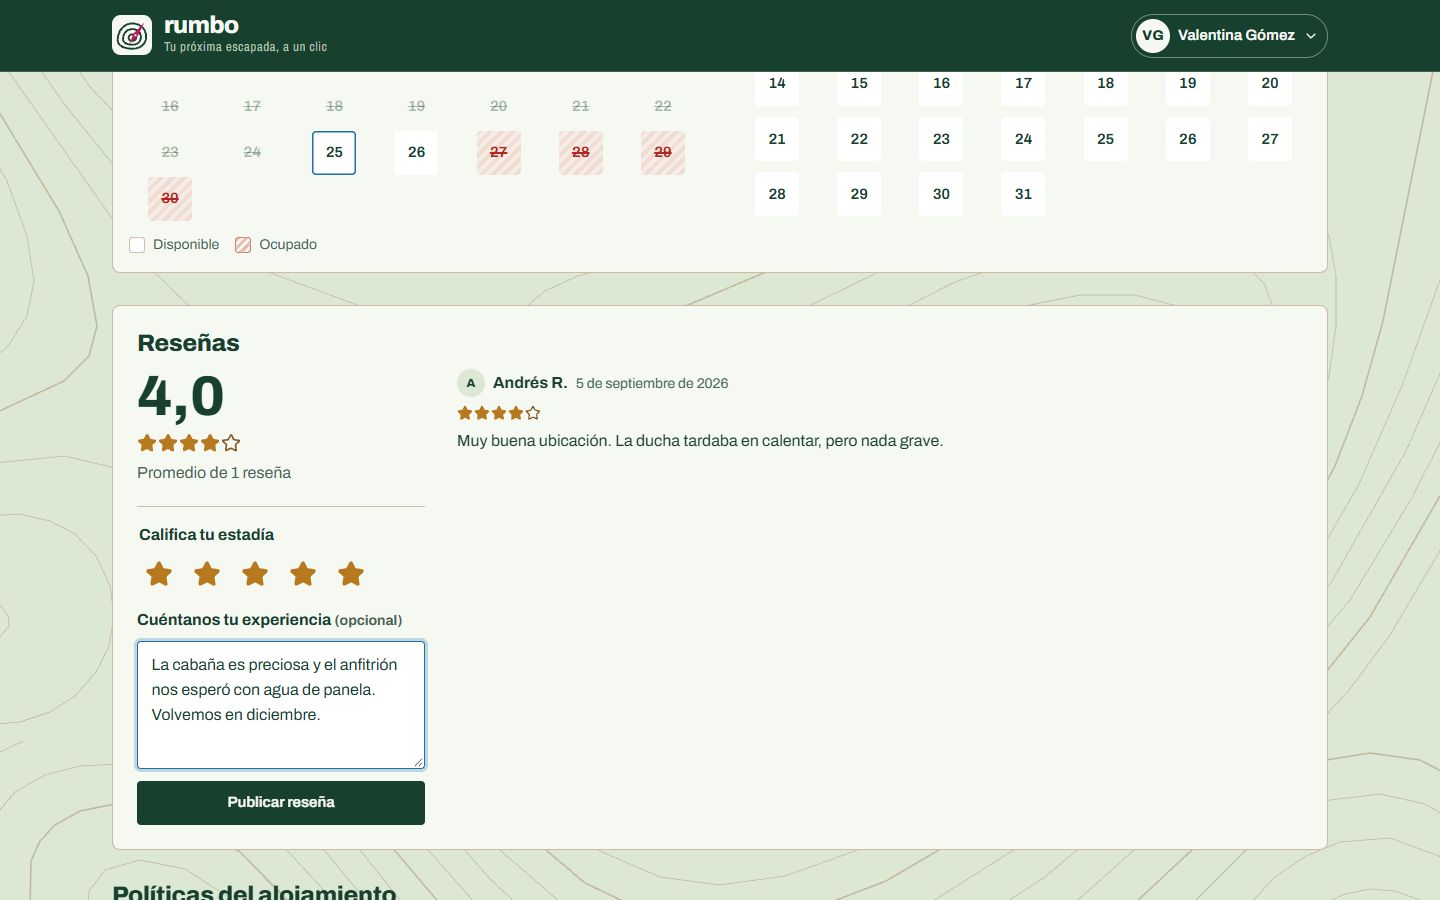 rumbo
Tu próxima escapada, a un clic
VG Valentina Gómez
16 17 18 19 20 21 22
23 24 25 26 27 28 29
30
Disponible Ocupado
14 15 16 17 18 19 20
21 22 23 24 25 26 27
28 29 30 31
Reseñas
4,0
Promedio de 1 reseña
Califica tu estadía
Cuéntanos tu experiencia (opcional)
La cabaña es preciosa y el anfitrión
nos esperó con agua de panela.
Volvemos en diciembre.
Publicar reseña
A Andrés R. 5 de septiembre de 2026
Muy buena ubicación. La ducha tardaba en calentar, pero nada grave.
Políticas del alojamiento